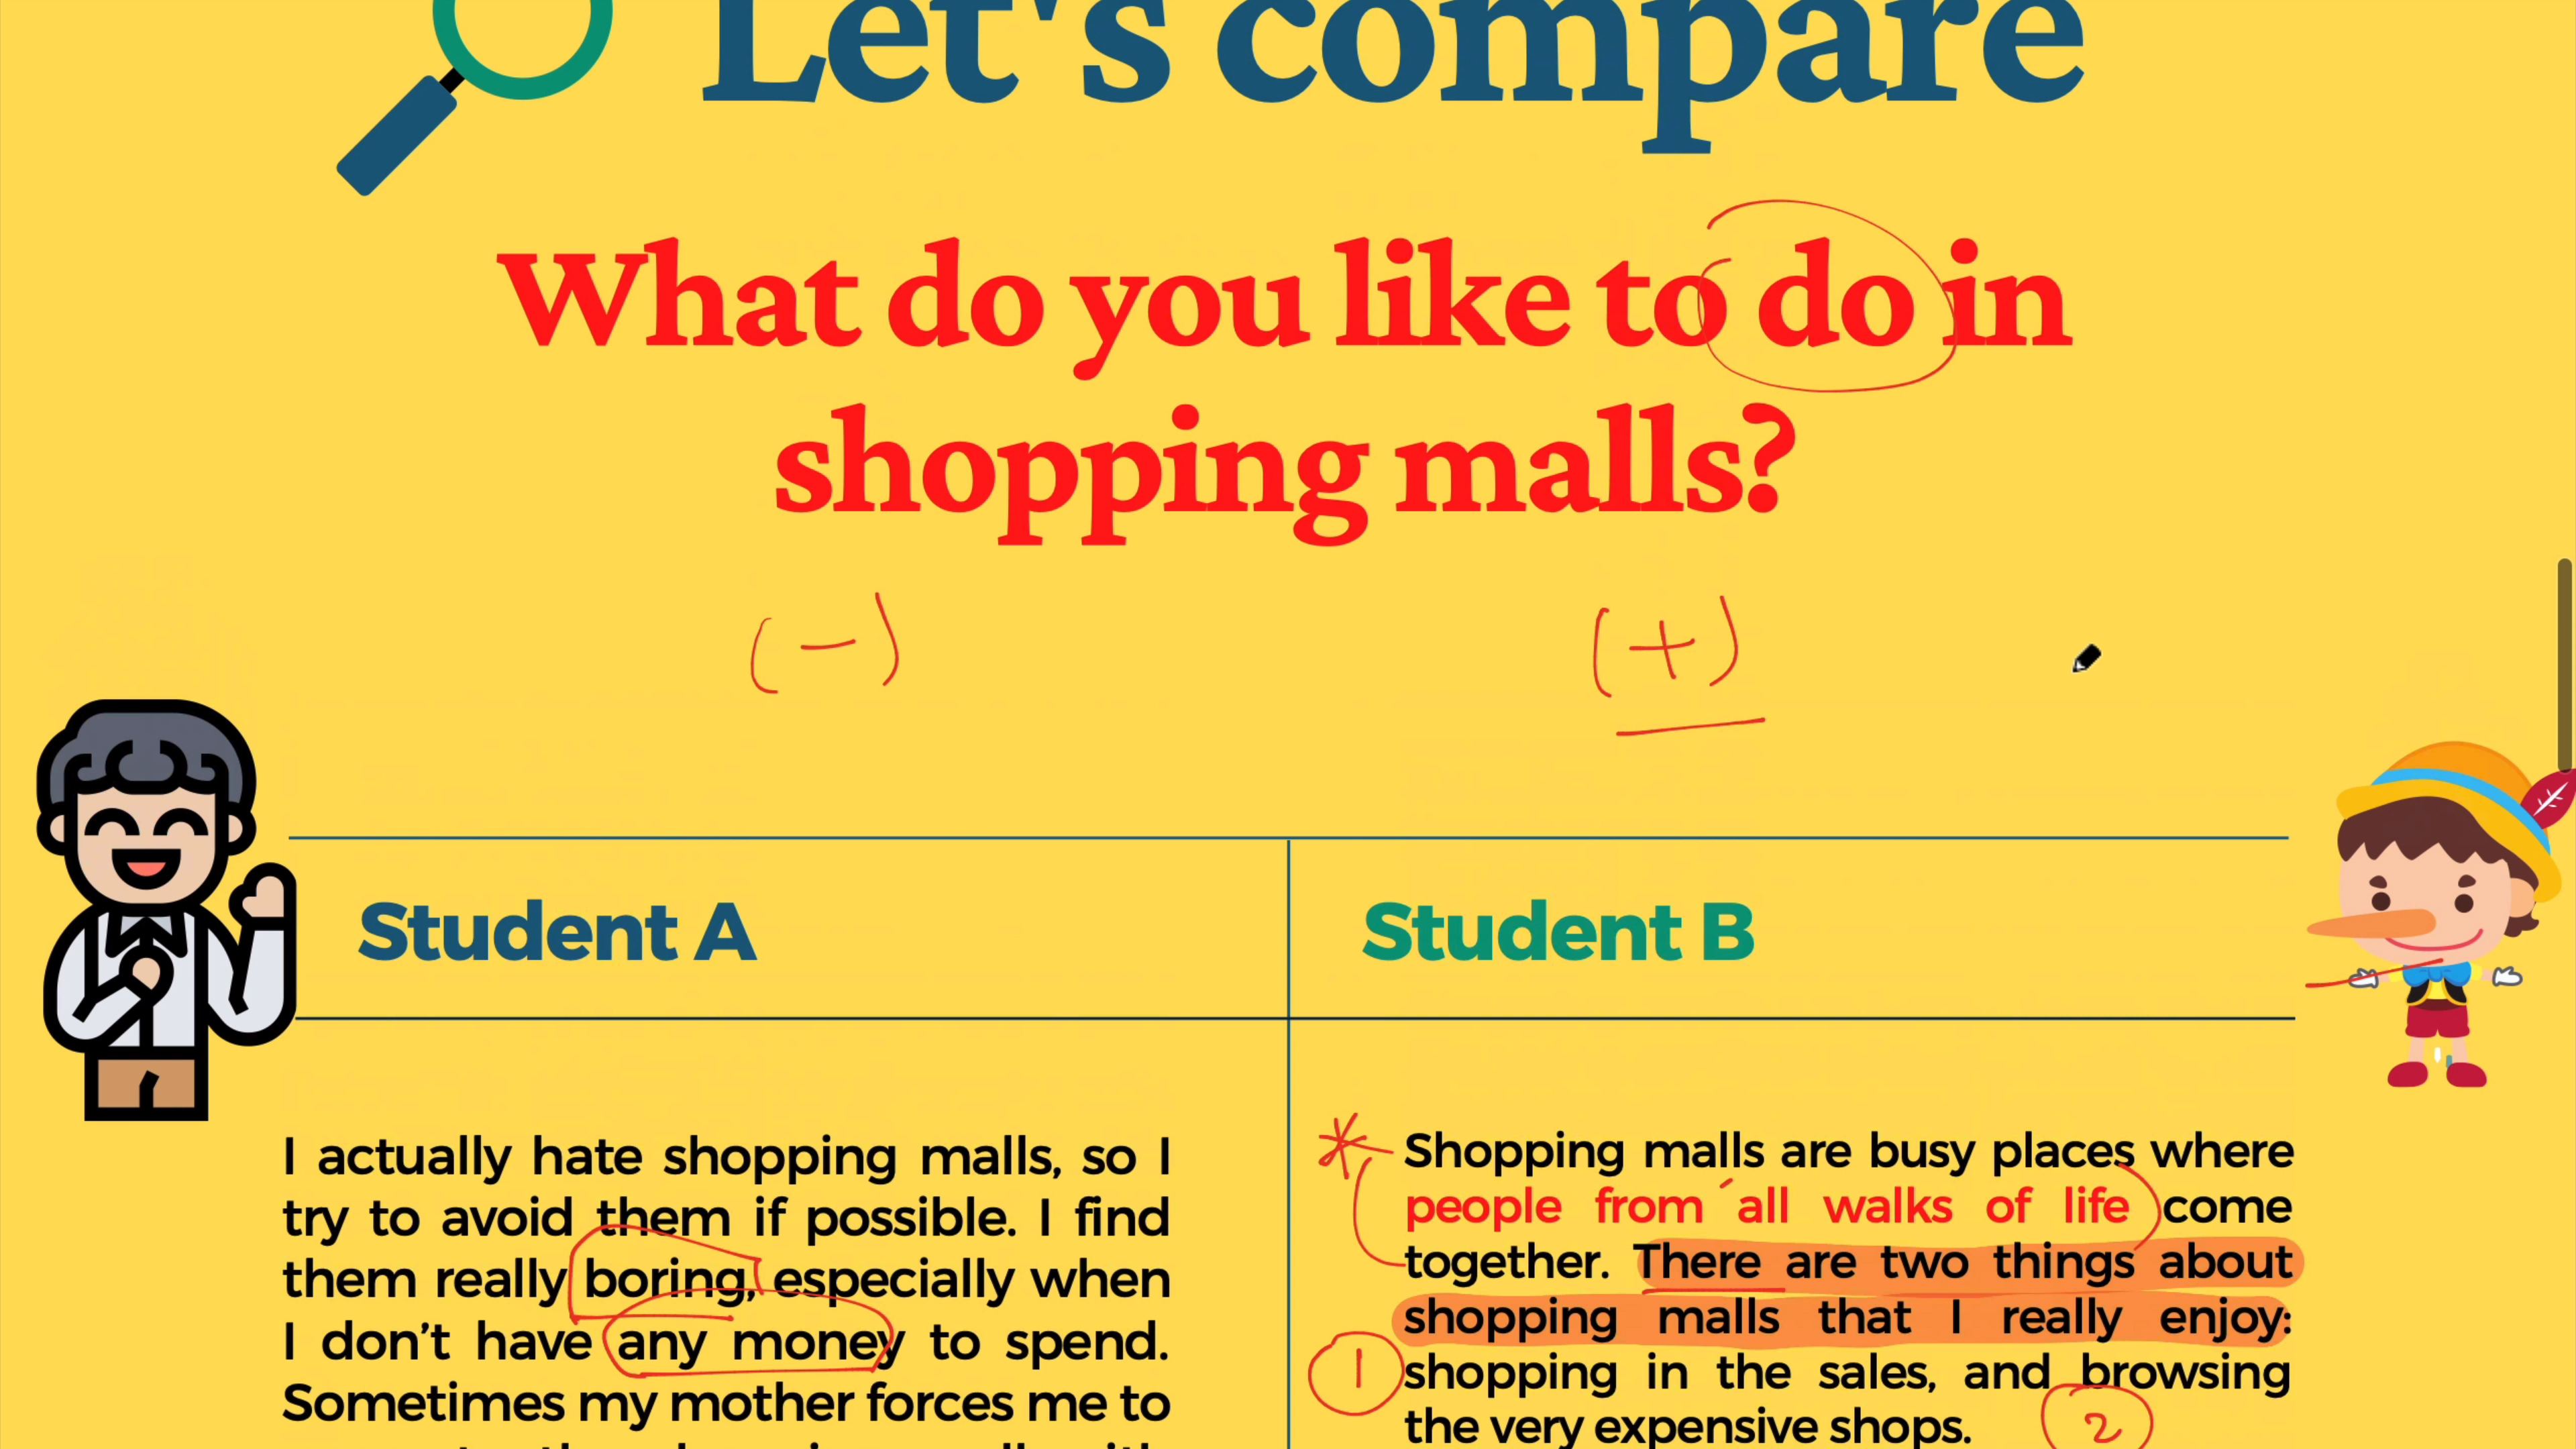 Let's compare
What do you like to do in
shopping malls?
(-)
(+)
Student A
Student B
I actually hate shopping malls, so I
try to avoid them if possible. I find
them really boring, especially when
I don't have any money to spend.
Sometimes my mother forces me to
* Shopping malls are busy places where
people from all walks of life come
together. There are two things about
shopping malls that I really enjoy:
1 shopping in the sales, and browsing
the very expensive shops. 2